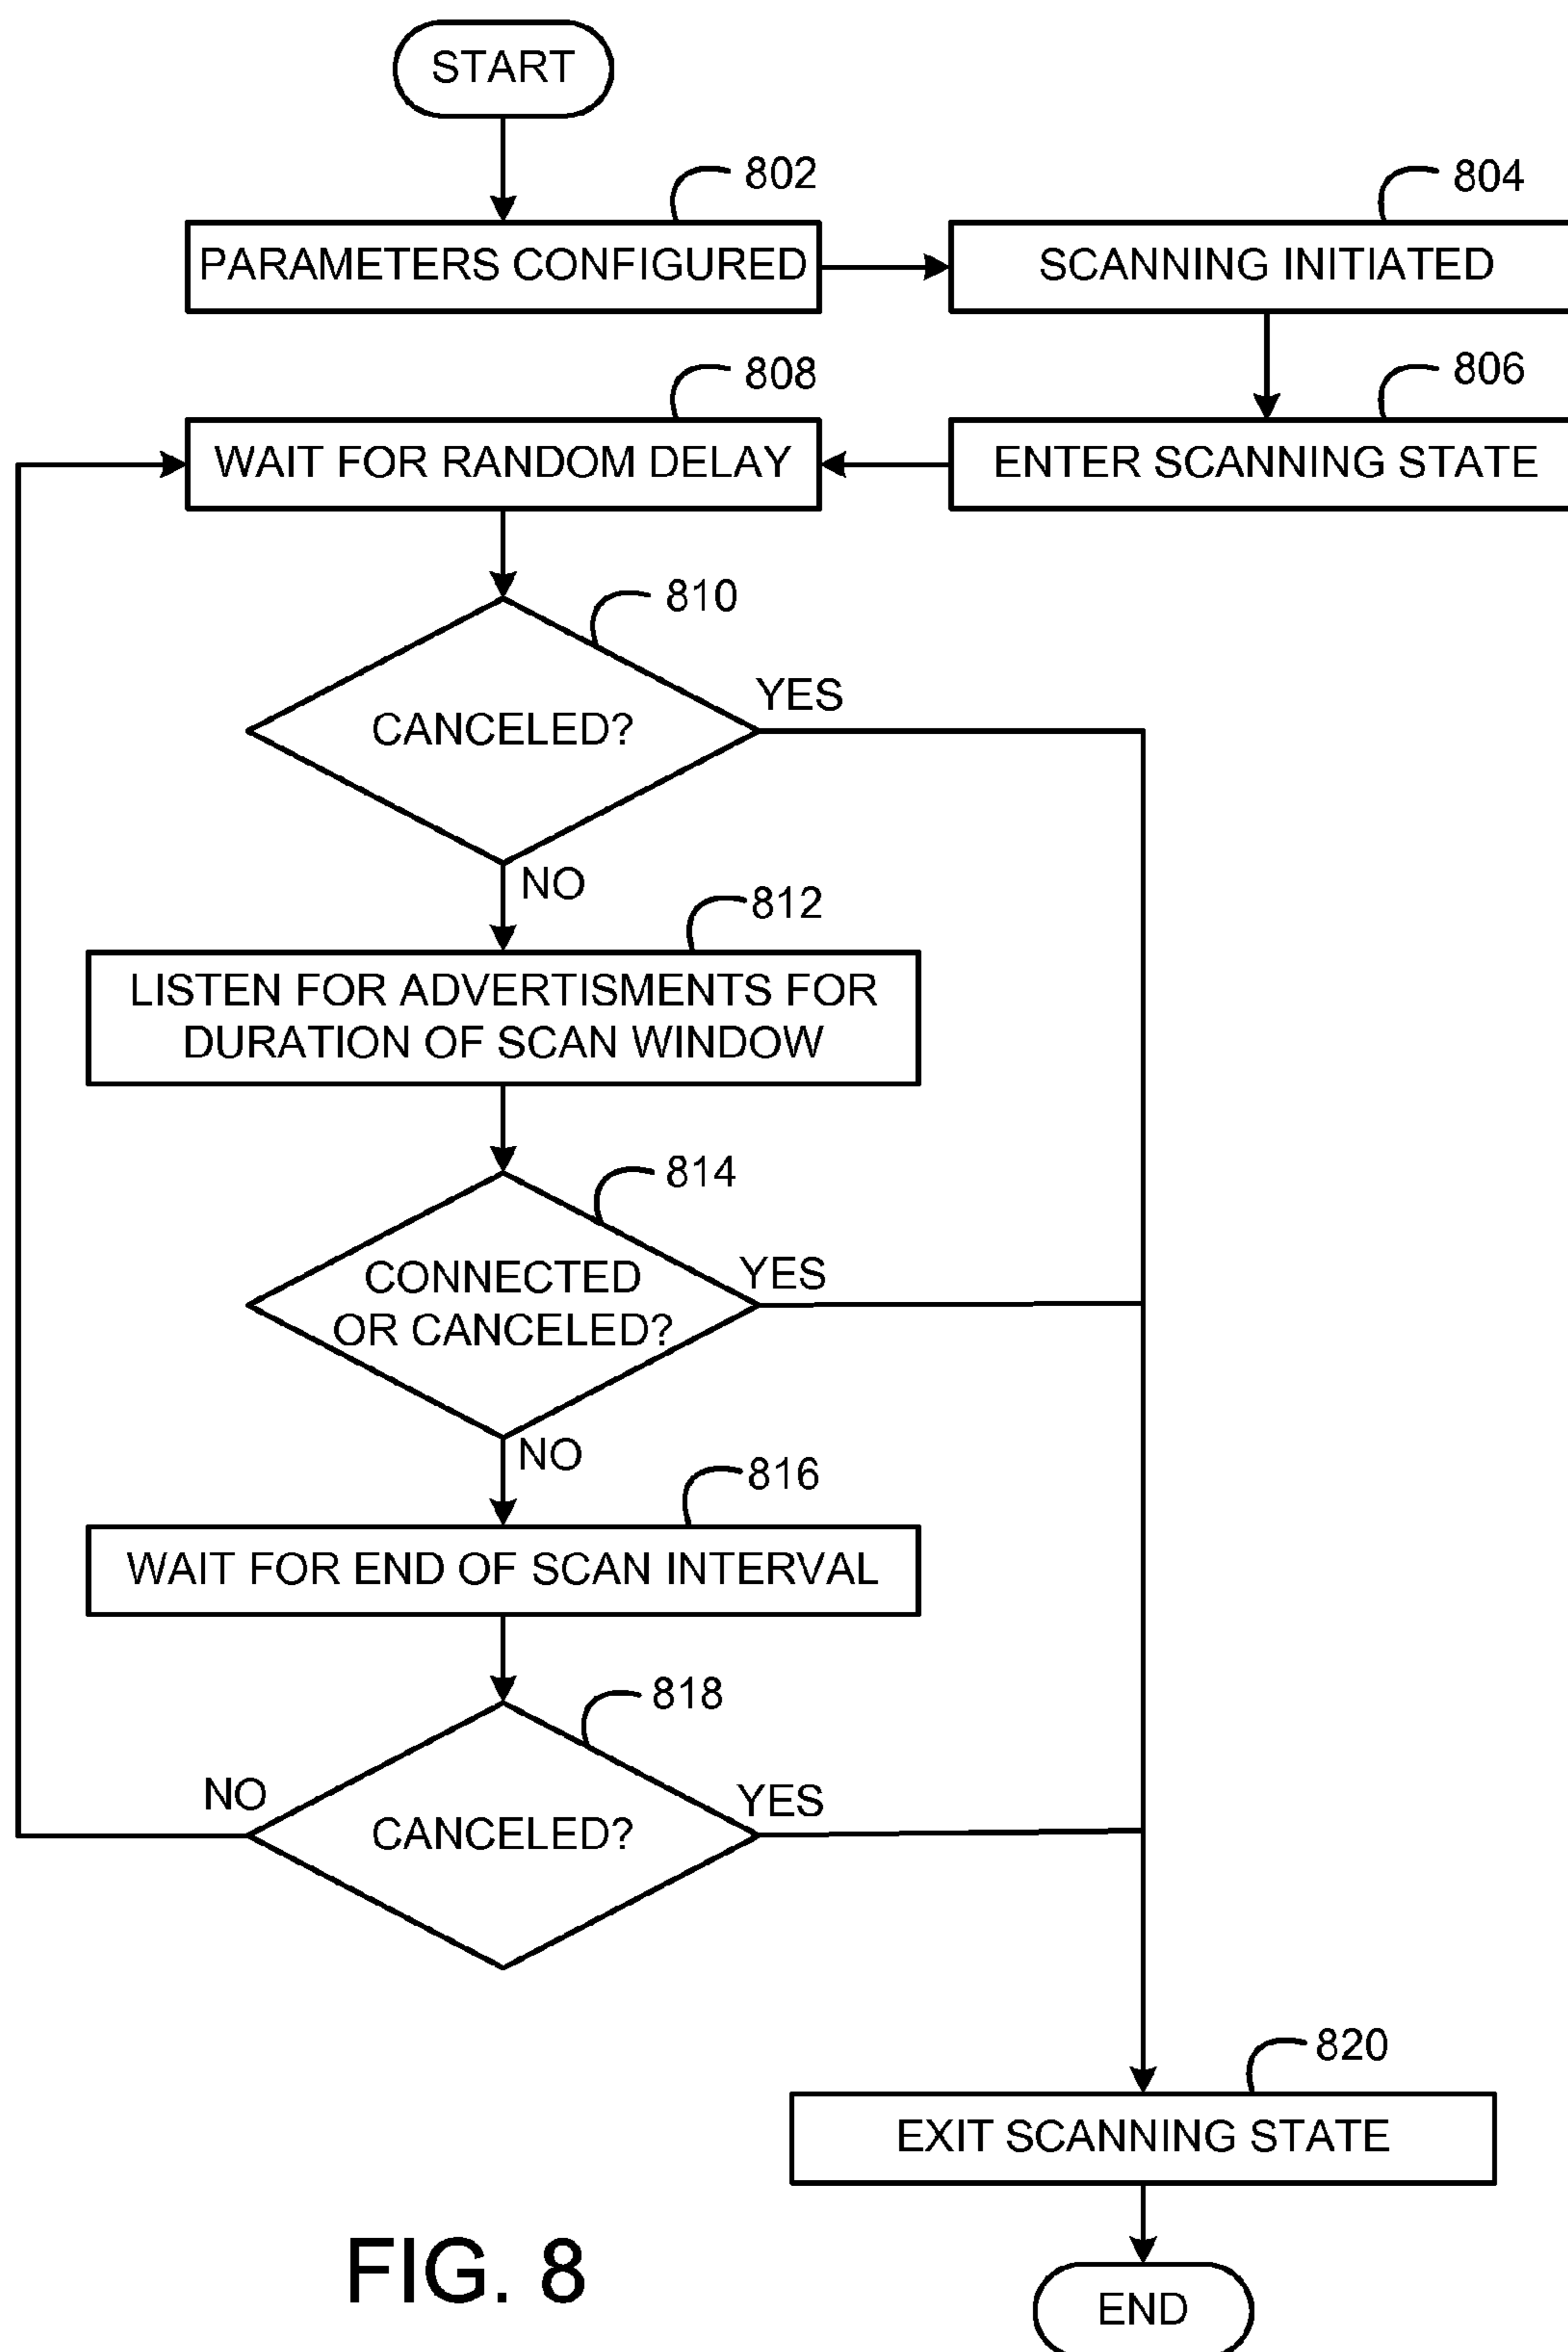 START
802
PARAMETERS CONFIGURED
804
SCANNING INITIATED
806
ENTER SCANNING STATE
808
WAIT FOR RANDOM DELAY
810
CANCELED?
YES
NO
812
LISTEN FOR ADVERTISMENTS FOR
DURATION OF SCAN WINDOW
814
CONNECTED
OR CANCELED?
YES
NO
816
WAIT FOR END OF SCAN INTERVAL
818
CANCELED?
NO
YES
820
EXIT SCANNING STATE
END
FIG. 8